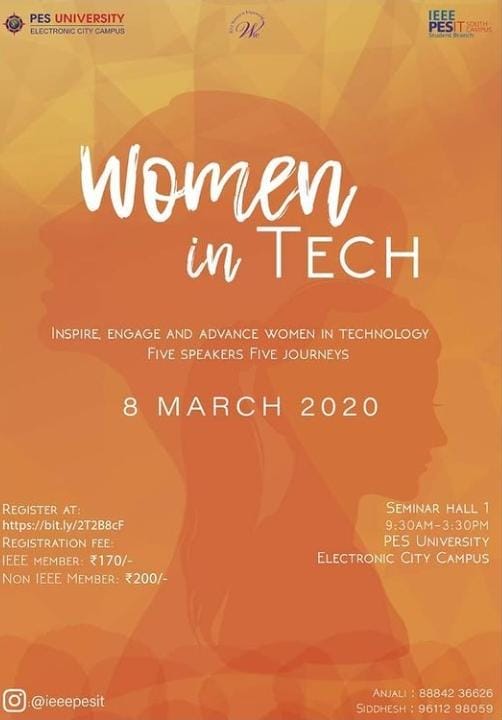 PES UNIVERSITY
ELECTRONIC CITY CAMPUS
WIE
IEEE
PESIT SOUTH CAMPUS
Student Branch
Women
in TECH
INSPIRE, ENGAGE AND ADVANCE WOMEN IN TECHNOLOGY
FIVE SPEAKERS FIVE JOURNEYS
8 MARCH 2020
REGISTER AT:
https://bit.ly/2T2B8cF
REGISTRATION FEE:
IEEE MEMBER: ₹170/-
NON IEEE MEMBER: ₹200/-
SEMINAR HALL 1
9:30AM-3:30PM
PES UNIVERSITY
ELECTRONIC CITY CAMPUS
@ieeepesit
ANJALI : 88842 36626
SIDDHESH : 96112 98059